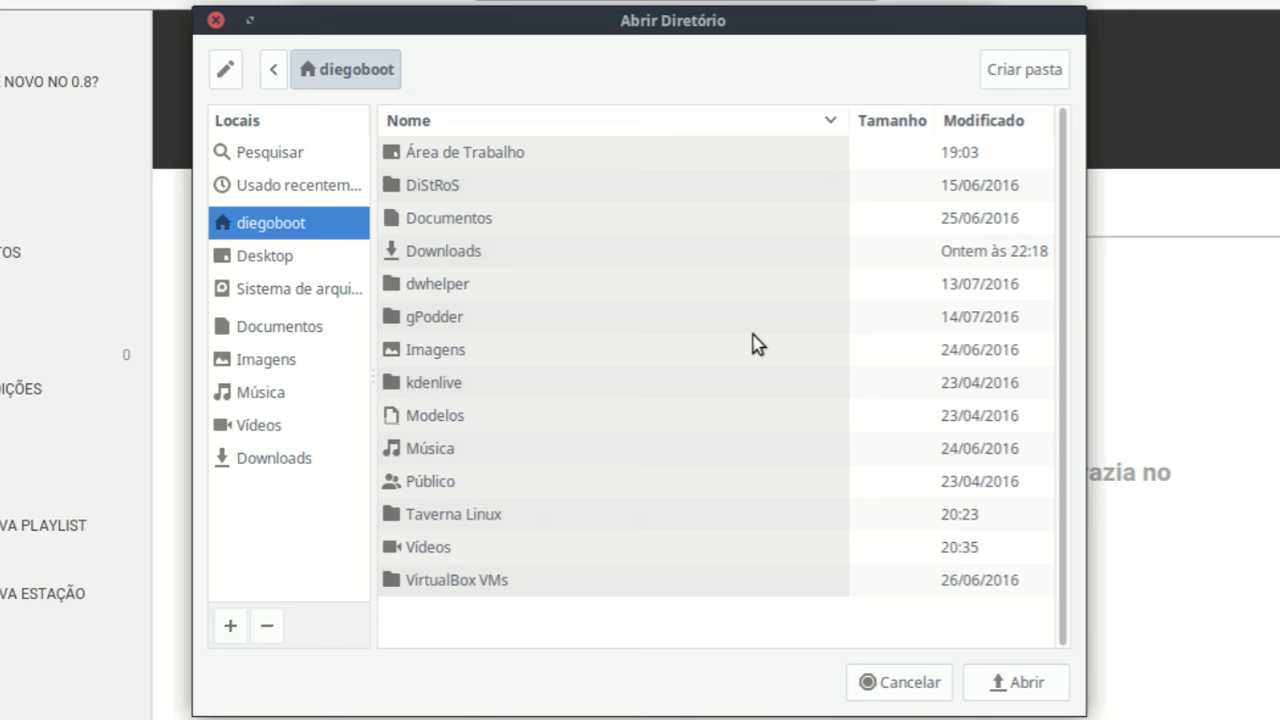 Abrir Diretório
diegoboot
Criar pasta
Locais
Pesquisar
Usado recentem...
diegoboot
Desktop
Sistema de arqui...
Documentos
Imagens
Música
Vídeos
Downloads
Nome Tamanho Modificado
Área de Trabalho 19:03
DiStRoS 15/06/2016
Documentos 25/06/2016
Downloads Ontem às 22:18
dwhelper 13/07/2016
gPodder 14/07/2016
Imagens 24/06/2016
kdenlive 23/04/2016
Modelos 23/04/2016
Música 24/06/2016
Público 23/04/2016
Taverna Linux 20:23
Vídeos 20:35
VirtualBox VMs 26/06/2016
Cancelar
Abrir
NOVO NO 0.8?
TOS
0
IÇÕES
VA PLAYLIST
VA ESTAÇÃO
azia no